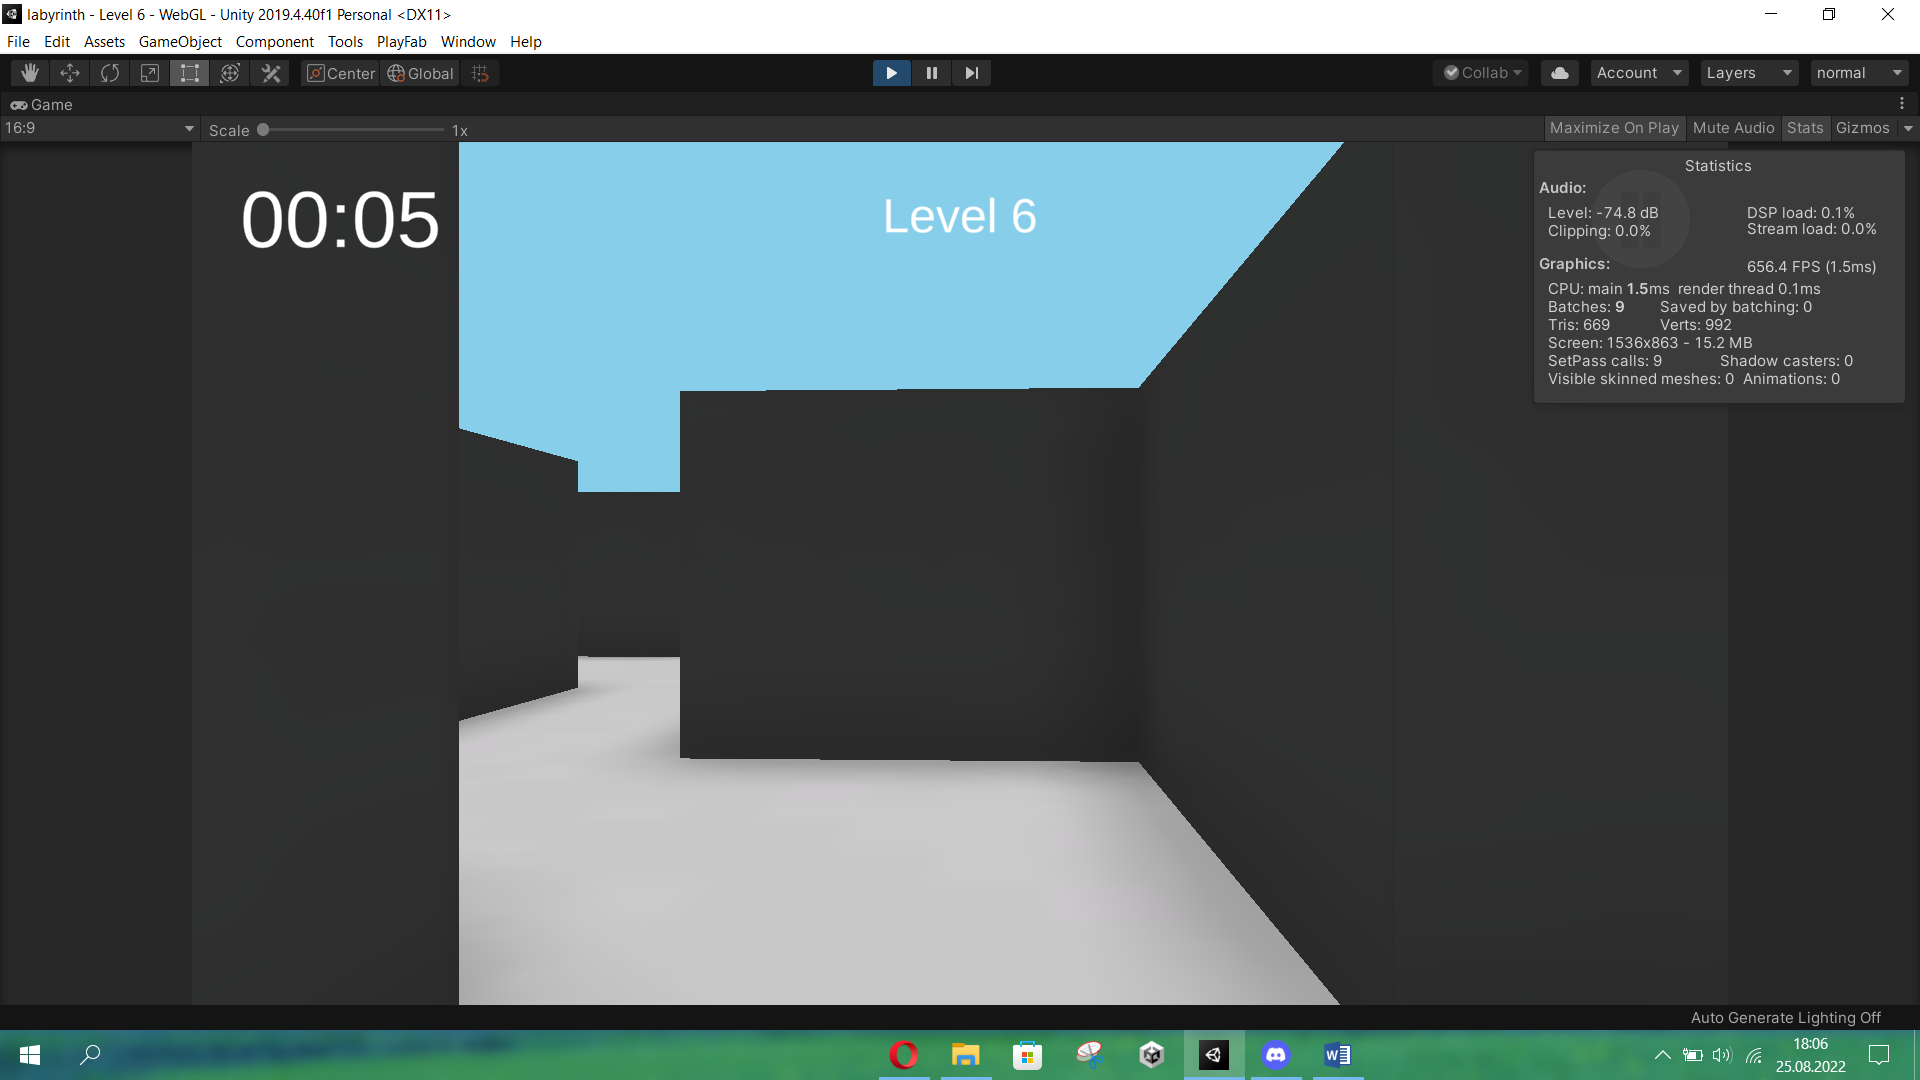 labyrinth - Level 6 - WebGL - Unity 2019.4.40f1 Personal <DX11>
File Edit Assets GameObject Component Tools PlayFab Window Help
Center Global Collab Account Layers normal
Game
16:9 Scale 1x Maximize On Play Mute Audio Stats Gizmos
00:05
Level 6
Statistics
Audio:
Level: -74.8 dB DSP load: 0.1%
Clipping: 0.0% Stream load: 0.0%
Graphics: 656.4 FPS (1.5ms)
CPU: main 1.5ms render thread 0.1ms
Batches: 9 Saved by batching: 0
Tris: 669 Verts: 992
Screen: 1536x863 - 15.2 MB
SetPass calls: 9 Shadow casters: 0
Visible skinned meshes: 0 Animations: 0
Auto Generate Lighting Off
18:06
25.08.2022